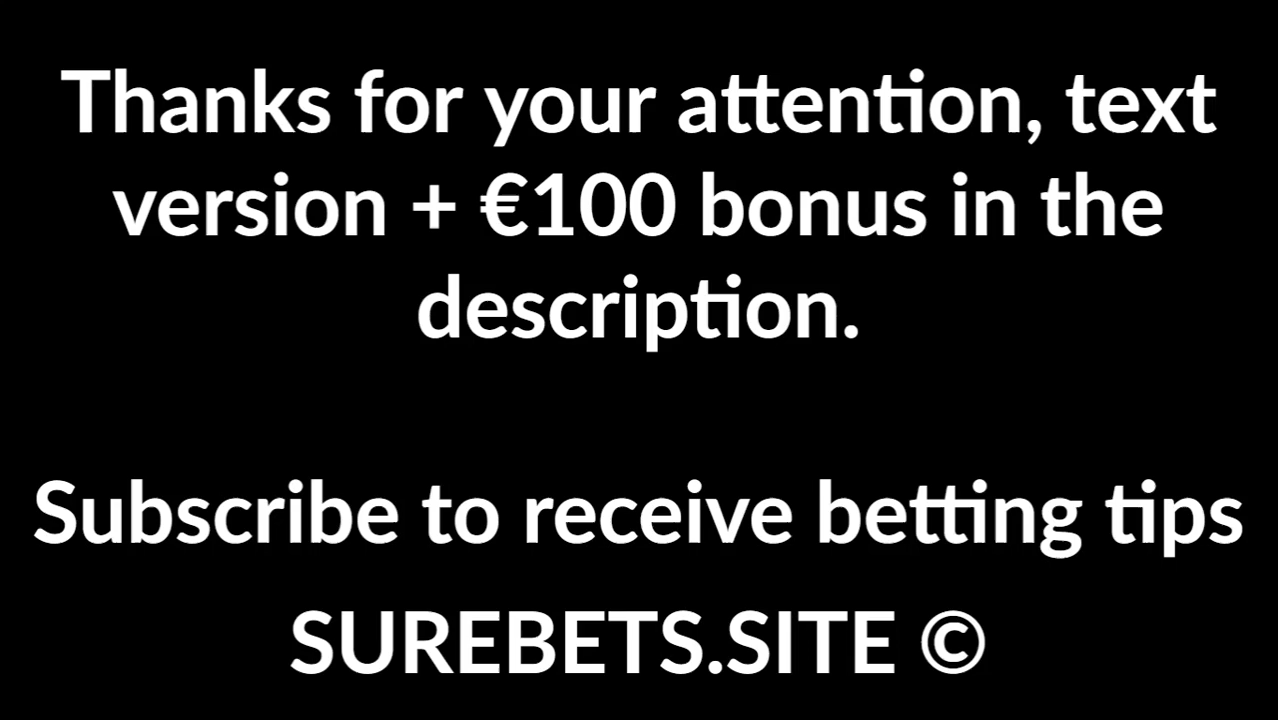 Thanks for your attention, text
version + €100 bonus in the
description.
Subscribe to receive betting tips
SUREBETS.SITE ©